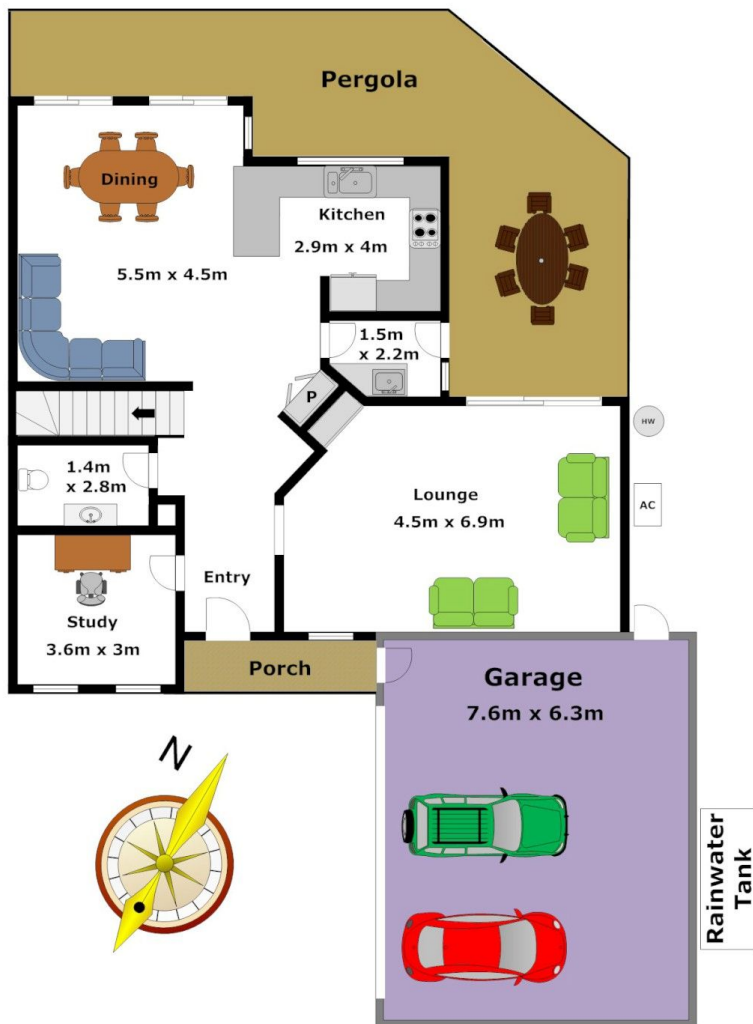 Pergola
Dining
5.5m x 4.5m
Kitchen
2.9m x 4m
1.5m
x 2.2m
P
HW
AC
1.4m
x 2.8m
Lounge
4.5m x 6.9m
Entry
Study
3.6m x 3m
Porch
Garage
7.6m x 6.3m
N
Rainwater
Tank